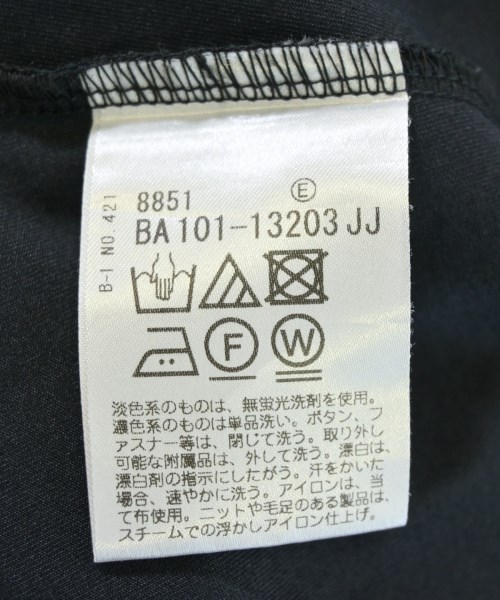 8851 Ⓔ
BA101-13203JJ
B-I NO.421
F W
淡色系のものは、無蛍光洗剤を使用。
濃色系のものは単品洗い。ボタン、フ
ァスナー等は、閉じて洗う。取り外し
可能な附属品は、外して洗う。漂白は、
漂白剤の指示にしたがう。汗をかいた
場合、速やかに洗う。アイロンは、当
て布使用。ニットや毛足のある製品は、
スチームでの浮かしアイロン仕上げ。